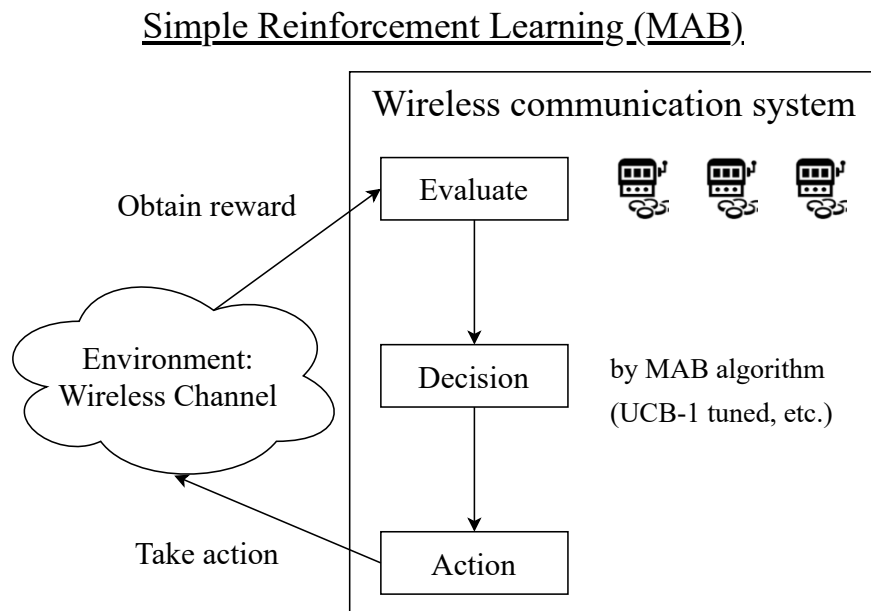 Simple Reinforcement Learning (MAB)
Wireless communication system
Evaluate
Obtain reward
Environment:
Wireless Channel
Decision
by MAB algorithm
(UCB-1 tuned, etc.)
Take action
Action